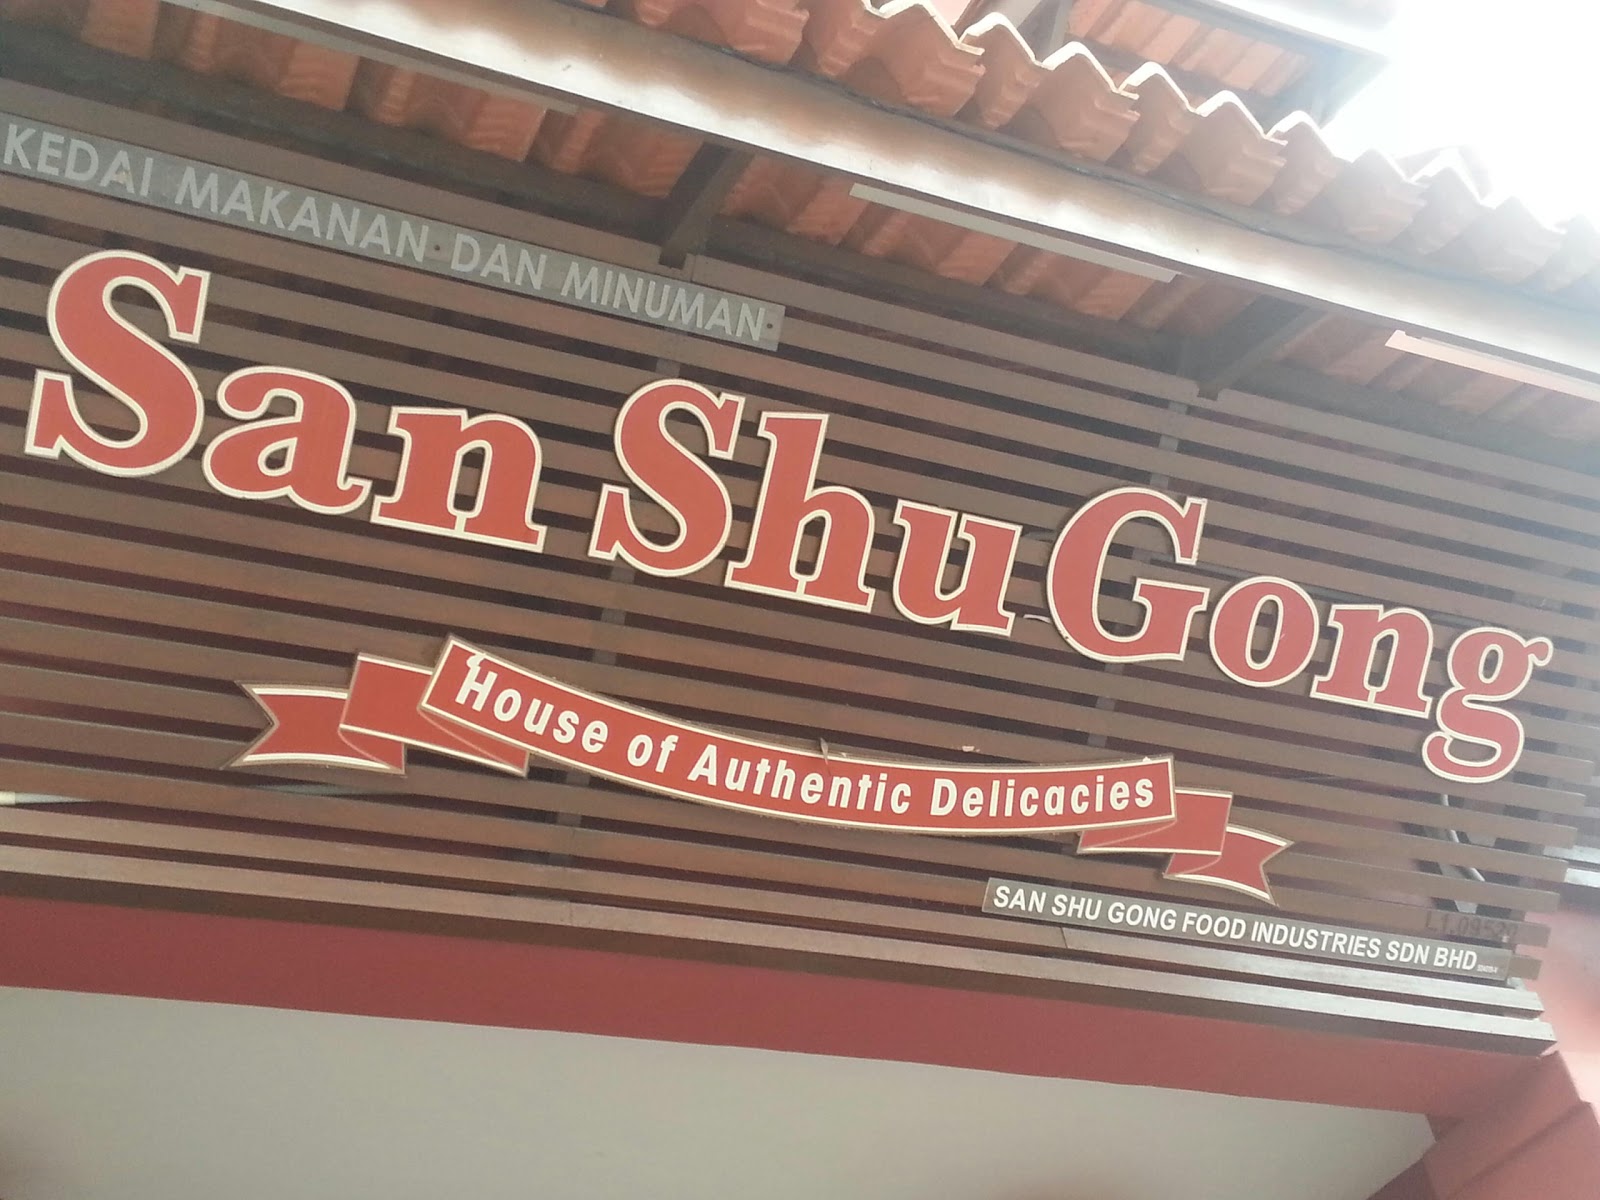 KEDAI MAKANAN DAN MINUMAN
San Shu Gong
House of Authentic Delicacies
SAN SHU GONG FOOD INDUSTRIES SDN BHD